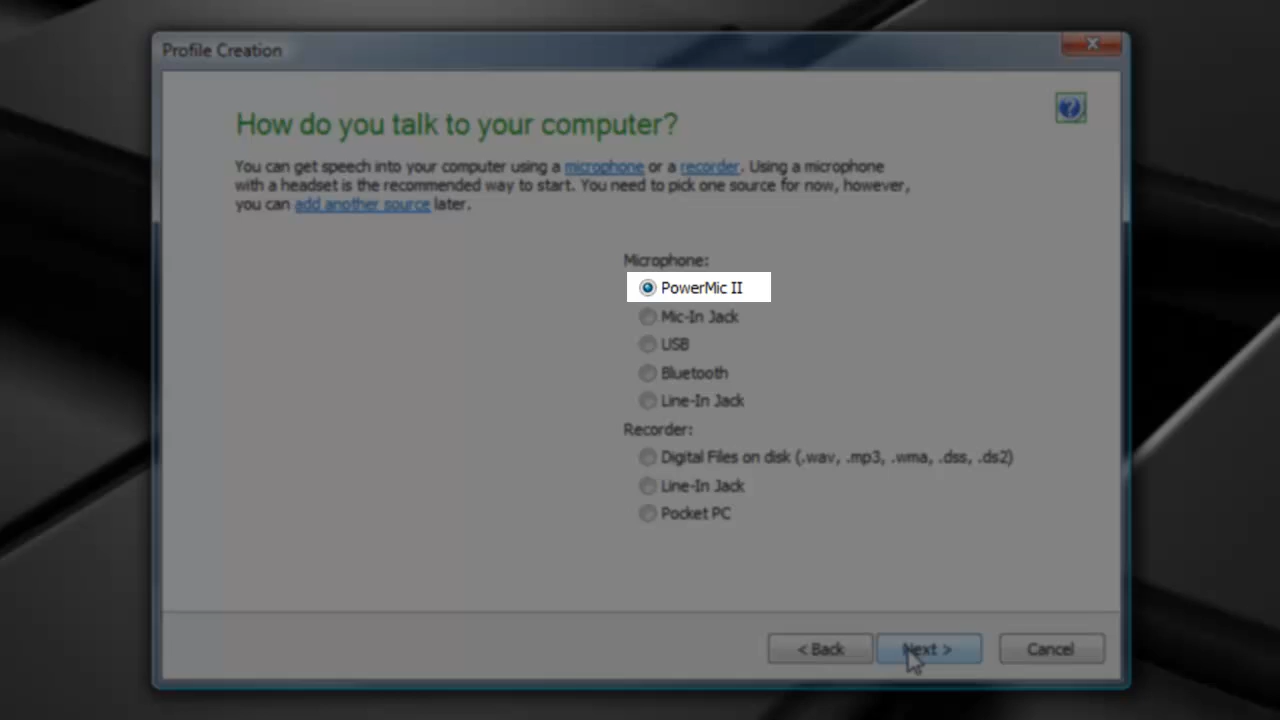 Profile Creation
How do you talk to your computer?
You can get speech into your computer using a microphone or a recorder. Using a microphone
with a headset is the recommended way to start. You need to pick one source for now, however,
you can add another source later.
Microphone:
PowerMic II
Mic-In Jack
USB
Bluetooth
Line-In Jack
Recorder:
Digital Files on disk (.wav, .mp3, .wma, .dss, .ds2)
Line-In Jack
Pocket PC
< Back Next > Cancel